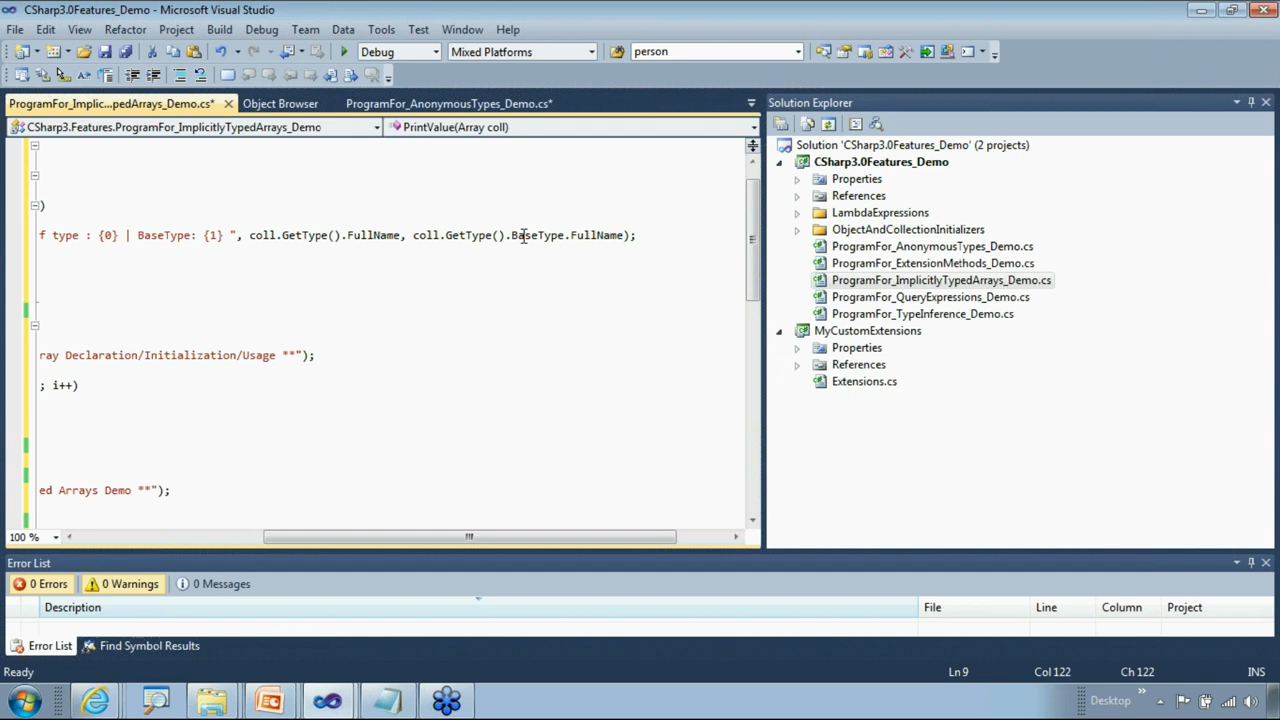 CSharp3.0Features_Demo - Microsoft Visual Studio
File Edit View Refactor Project Build Debug Team Data Tools Test Window Help
Debug Mixed Platforms person
ProgramFor_Implic...pedArrays_Demo.cs* Object Browser ProgramFor_AnonymousTypes_Demo.cs*
CSharp3.Features.ProgramFor_ImplicitlyTypedArrays_Demo PrintValue(Array coll)
)
f type : {0} | BaseType: {1} ", coll.GetType().FullName, coll.GetType().BaseType.FullName);
ray Declaration/Initialization/Usage **");
; i++)
ed Arrays Demo **");
100 %
Solution Explorer
Solution 'CSharp3.0Features_Demo' (2 projects)
CSharp3.0Features_Demo
Properties
References
LambdaExpressions
ObjectAndCollectionInitializers
ProgramFor_AnonymousTypes_Demo.cs
ProgramFor_ExtensionMethods_Demo.cs
ProgramFor_ImplicitlyTypedArrays_Demo.cs
ProgramFor_QueryExpressions_Demo.cs
ProgramFor_TypeInference_Demo.cs
MyCustomExtensions
Properties
References
Extensions.cs
Error List
0 Errors 0 Warnings 0 Messages
Description File Line Column Project
Error List Find Symbol Results
Ready Ln 9 Col 122 Ch 122 INS
Desktop